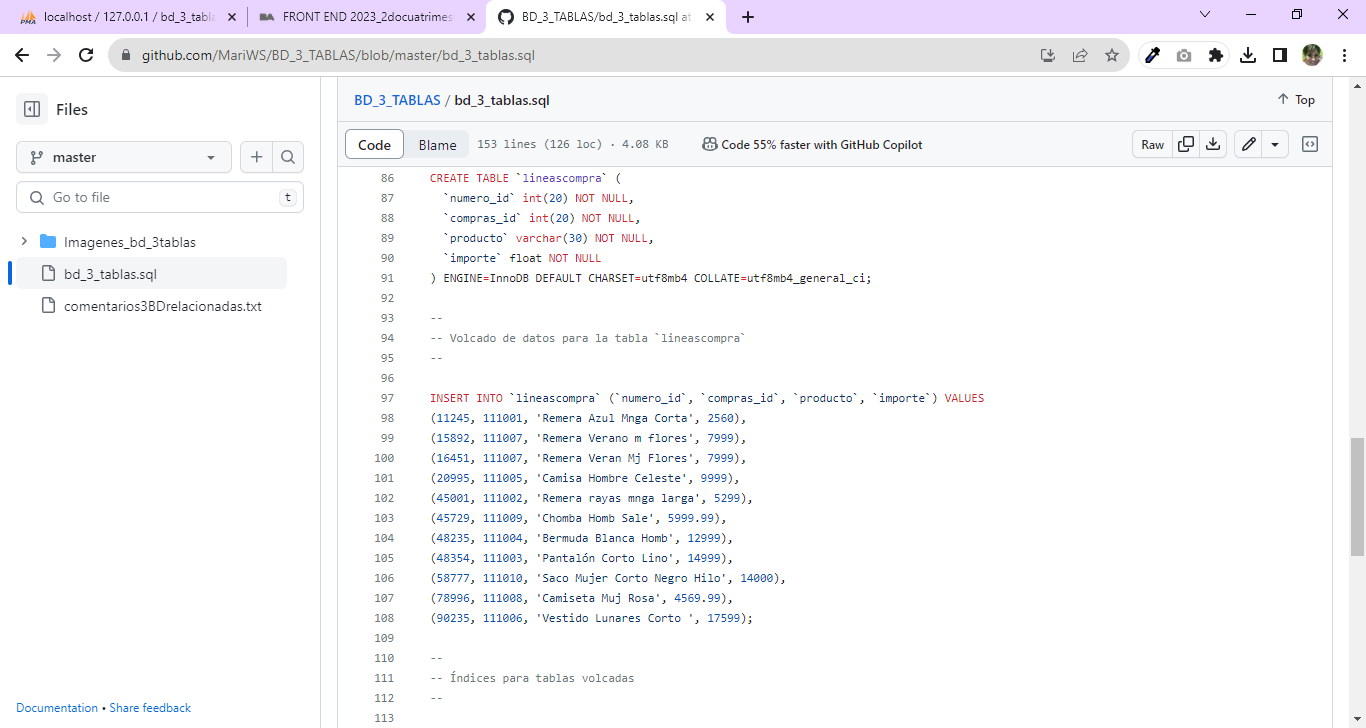 localhost / 127.0.0.1 / bd_3_tabla
FRONT END 2023_2docuatrimes
BD_3_TABLAS/bd_3_tablas.sql at
github.com/MariWS/BD_3_TABLAS/blob/master/bd_3_tablas.sql
Files
BD_3_TABLAS / bd_3_tablas.sql
Top
master
Code Blame 153 lines (126 loc) · 4.08 KB Code 55% faster with GitHub Copilot Raw
Go to file t
Imagenes_bd_3tablas
bd_3_tablas.sql
comentarios3BDrelacionadas.txt
86 CREATE TABLE `lineascompra` (
87 `numero_id` int(20) NOT NULL,
88 `compras_id` int(20) NOT NULL,
89 `producto` varchar(30) NOT NULL,
90 `importe` float NOT NULL
91 ) ENGINE=InnoDB DEFAULT CHARSET=utf8mb4 COLLATE=utf8mb4_general_ci;
92
93 --
94 -- Volcado de datos para la tabla `lineascompra`
95 --
96
97 INSERT INTO `lineascompra` (`numero_id`, `compras_id`, `producto`, `importe`) VALUES
98 (11245, 111001, 'Remera Azul Mnga Corta', 2560),
99 (15892, 111007, 'Remera Verano m flores', 7999),
100 (16451, 111007, 'Remera Veran Mj Flores', 7999),
101 (20995, 111005, 'Camisa Hombre Celeste', 9999),
102 (45001, 111002, 'Remera rayas mnga larga', 5299),
103 (45729, 111009, 'Chomba Homb Sale', 5999.99),
104 (48235, 111004, 'Bermuda Blanca Homb', 12999),
105 (48354, 111003, 'Pantalón Corto Lino', 14999),
106 (58777, 111010, 'Saco Mujer Corto Negro Hilo', 14000),
107 (78996, 111008, 'Camiseta Muj Rosa', 4569.99),
108 (90235, 111006, 'Vestido Lunares Corto ', 17599);
109
110 --
111 -- Índices para tablas volcadas
112 --
113
Documentation • Share feedback